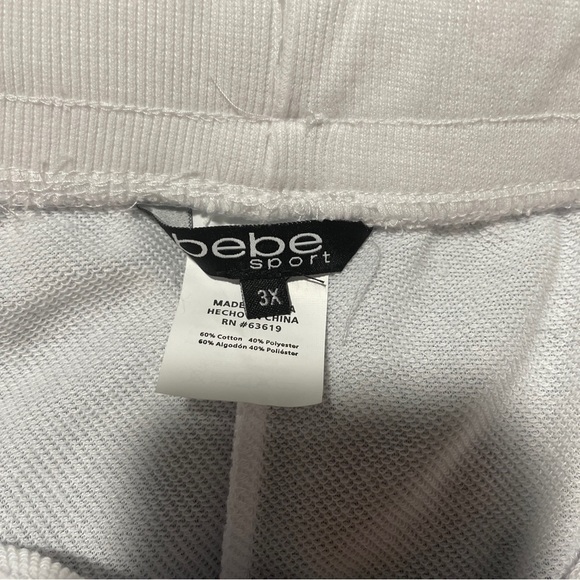 bebe
sport
3X
MADE
HECHO CHINA
RN #63619
60% Cotton 40% Polyester
60% Algodón 40% Poliéster